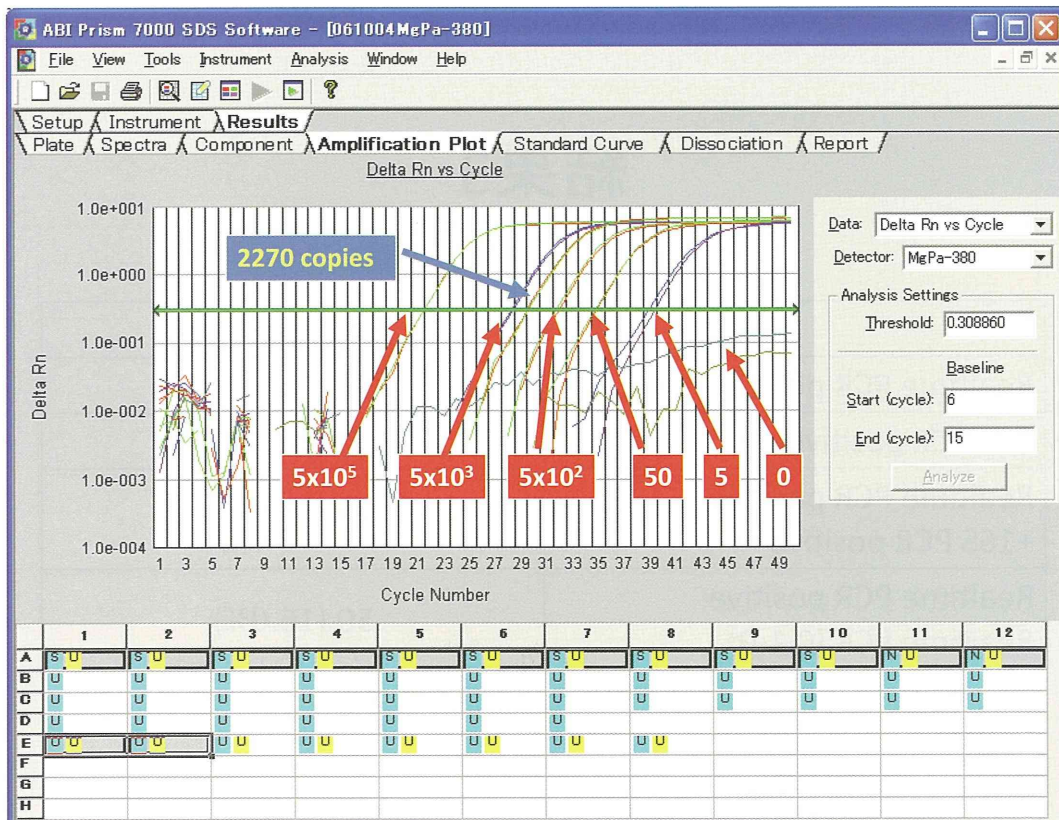 ABI Prism 7000 SDS Software - [061004MgPa-380]
File View Tools Instrument Analysis Window Help
Setup Instrument Results
Plate Spectra Component Amplification Plot Standard Curve Dissociation Report
Delta Rn vs Cycle
1.0e+001
1.0e+000
1.0e-001
1.0e-002
1.0e-003
1.0e-004
Delta Rn
2270 copies
5x10⁵ 5x10³ 5x10² 50 5 0
1 3 5 7 9 11 13 15 17 19 21 23 25 27 29 31 33 35 37 39 41 43 45 47 49
Cycle Number
Data: Delta Rn vs Cycle
Detector: MgPa-380
Analysis Settings
Threshold: 0.308860
Baseline
Start (cycle): 6
End (cycle): 15
Analyze
1 2 3 4 5 6 7 8 9 10 11 12
A S U S U S U S U S U S U S U S U S U S U N U N U
B U U U U U U U U U U U U
C U U U U U U U U U U U U
D U U U U U U U
E U U U U U U U U U U U U U U U U
F
G
H